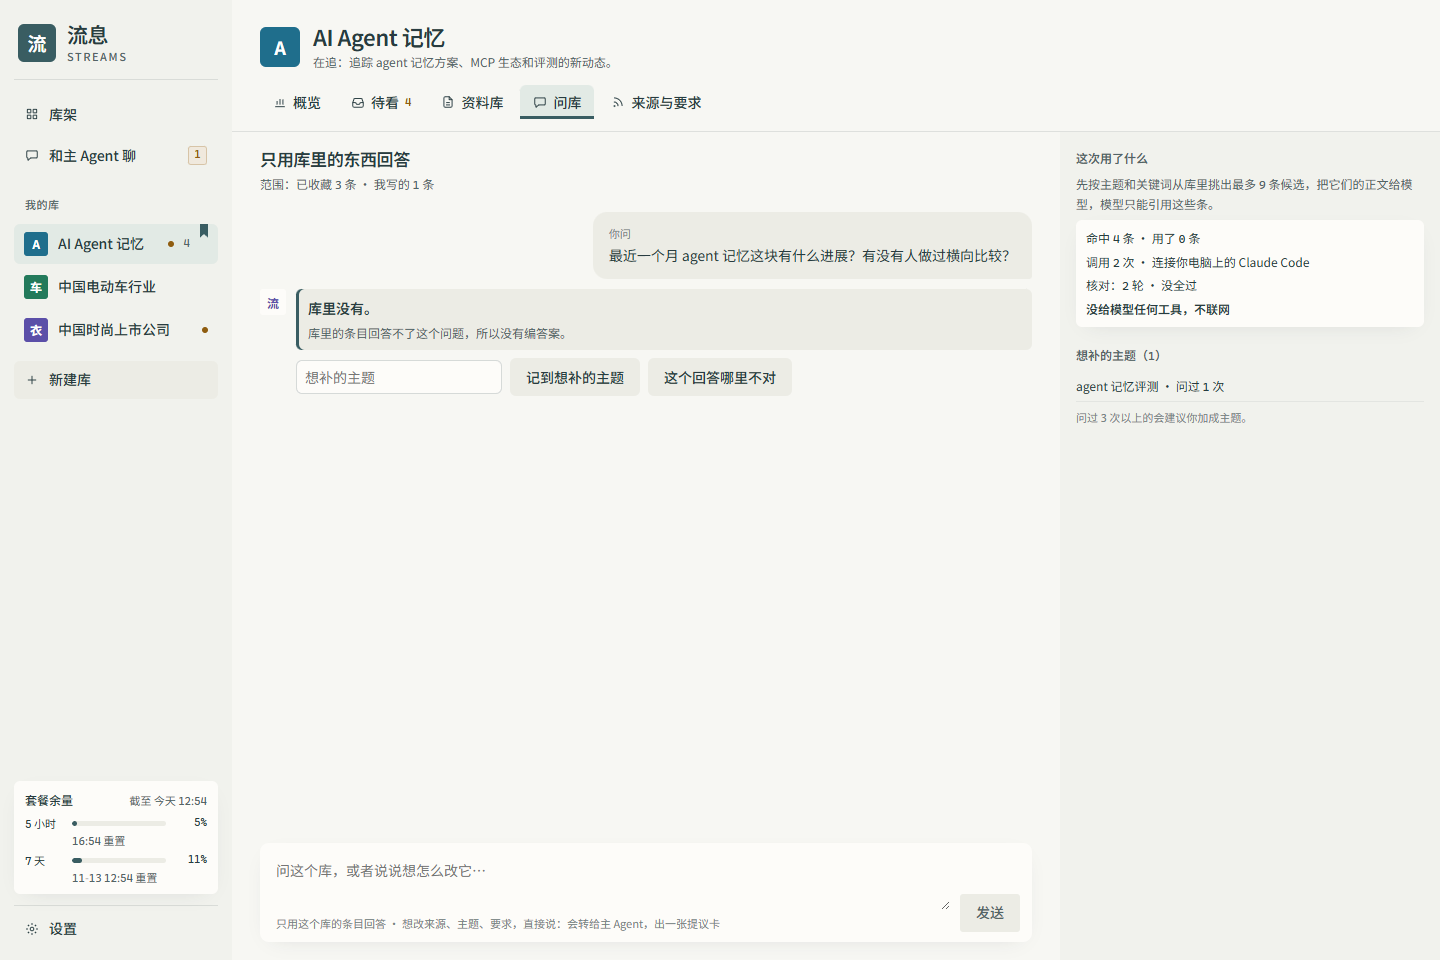 流
流息
STREAMS
库架
和主 Agent 聊
1
我的库
A
AI Agent 记忆
4
车
中国电动车行业
衣
中国时尚上市公司
新建库
套餐余量
截至 今天 12:54
5 小时
5%
16:54 重置
7 天
11%
11-13 12:54 重置
设置
A
AI Agent 记忆
在追：追踪 agent 记忆方案、MCP 生态和评测的新动态。
概览
待看 4
资料库
问库
来源与要求
只用库里的东西回答
范围：已收藏 3 条 · 我写的 1 条
你问
最近一个月 agent 记忆这块有什么进展？有没有人做过横向比较？
流
库里没有。
库里的条目回答不了这个问题，所以没有编答案。
想补的主题
记到想补的主题
这个回答哪里不对
问这个库，或者说说想怎么改它…
只用这个库的条目回答 · 想改来源、主题、要求，直接说：会转给主 Agent，出一张提议卡
发送
这次用了什么
先按主题和关键词从库里挑出最多 9 条候选，把它们的正文给模
型，模型只能引用这些条。
命中 4 条 · 用了 0 条
调用 2 次 · 连接你电脑上的 Claude Code
核对：2 轮 · 没全过
没给模型任何工具，不联网
想补的主题（1）
agent 记忆评测 · 问过 1 次
问过 3 次以上的会建议你加成主题。